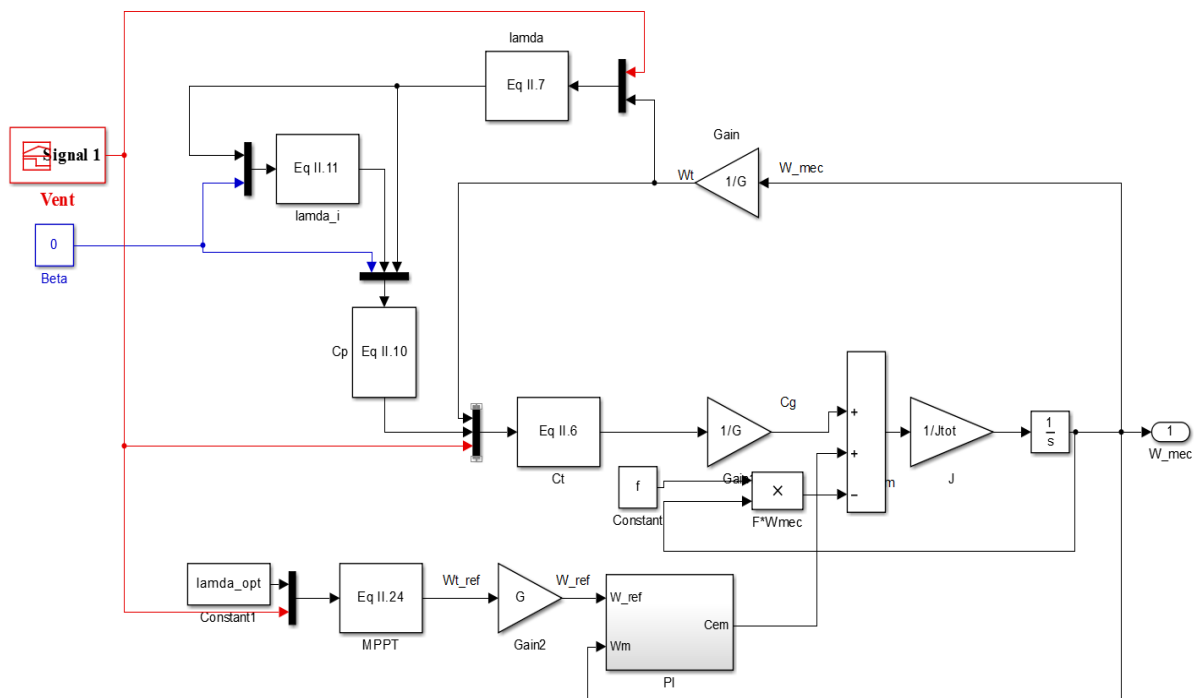 lamda
Eq II.7
Signal 1
Vent
Eq II.11
lamda_i
Gain
1/G
Wt
W_mec
0
Beta
Cp
Eq II.10
Eq II.6
Ct
1/G
Gain
Cg
f
Constant
×
F*Wmec
+
+
−
m
1/Jtot
J
1
s
1
W_mec
lamda_opt
Constant1
Eq II.24
MPPT
Wt_ref
G
Gain2
W_ref
W_ref
Wm
Cem
PI